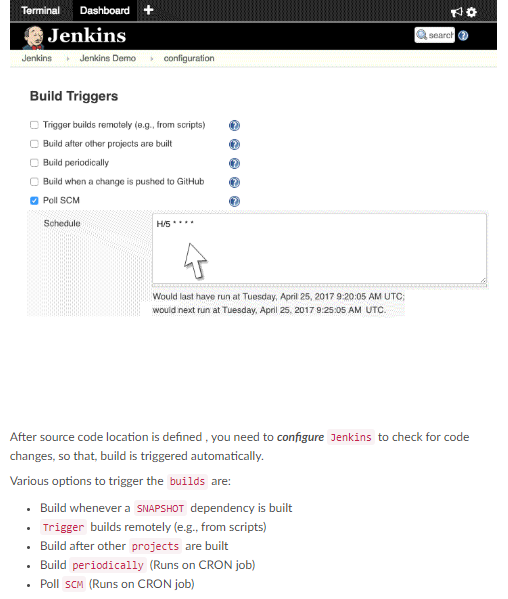 Terminal Dashboard +
Jenkins search ?
Jenkins › Jenkins Demo › configuration
Build Triggers
Trigger builds remotely (e.g., from scripts) ?
Build after other projects are built ?
Build periodically ?
Build when a change is pushed to GitHub ?
Poll SCM ?
Schedule H/5 * * * *
Would last have run at Tuesday, April 25, 2017 9:20:05 AM UTC;
would next run at Tuesday, April 25, 2017 9:25:05 AM UTC.
After source code location is defined , you need to configure Jenkins to check for code
changes, so that, build is triggered automatically.
Various options to trigger the builds are:
• Build whenever a SNAPSHOT dependency is built
• Trigger builds remotely (e.g., from scripts)
• Build after other projects are built
• Build periodically (Runs on CRON job)
• Poll SCM (Runs on CRON job)